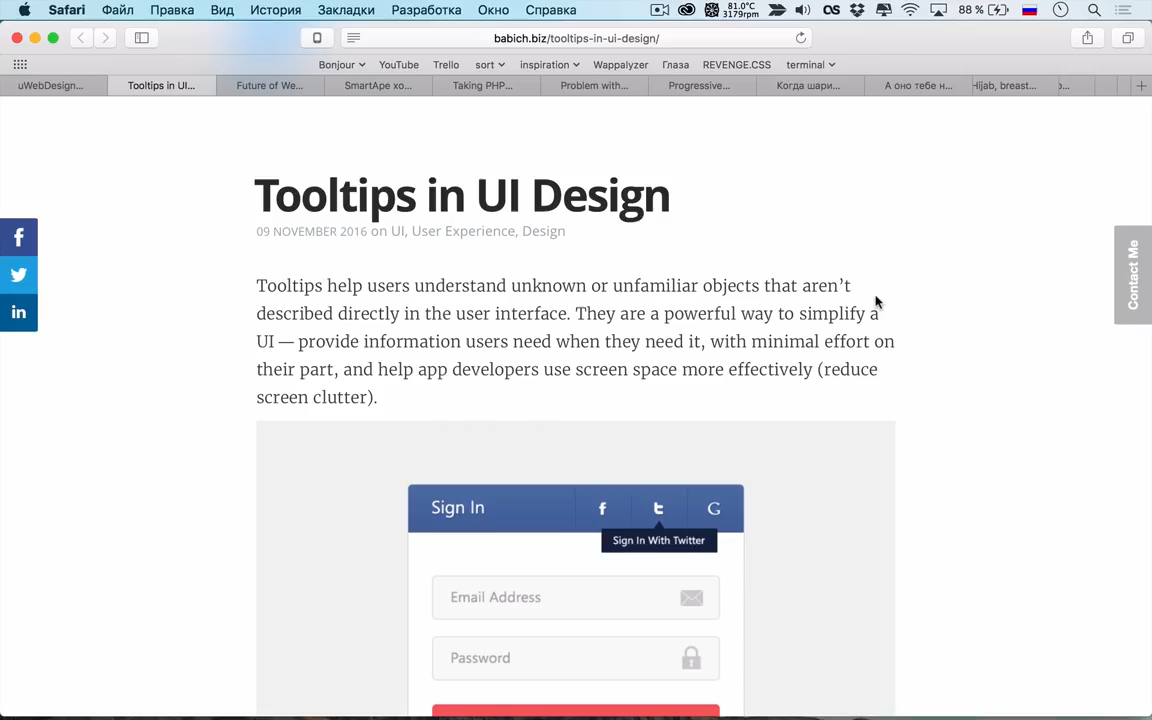 Safari Файл Правка Вид История Закладки Разработка Окно Справка 81.0°C 3179rpm 88 %
babich.biz/tooltips-in-ui-design/
Bonjour YouTube Trello sort inspiration Wappalyzer Глаза REVENGE.CSS terminal
uWebDesign... Tooltips in UI... Future of We... SmartApe хо... Taking PHP... Problem with... Progressive... Когда шари... А оно тебе н... Hijab, breast...
Tooltips in UI Design
09 NOVEMBER 2016 on UI, User Experience, Design
Tooltips help users understand unknown or unfamiliar objects that aren’t
described directly in the user interface. They are a powerful way to simplify a
UI — provide information users need when they need it, with minimal effort on
their part, and help app developers use screen space more effectively (reduce
screen clutter).
Contact Me
Sign In
Sign In With Twitter
Email Address
Password